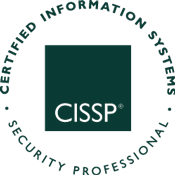 • CERTIFIED INFORMATION SYSTEMS •
CISSP®
SECURITY PROFESSIONAL